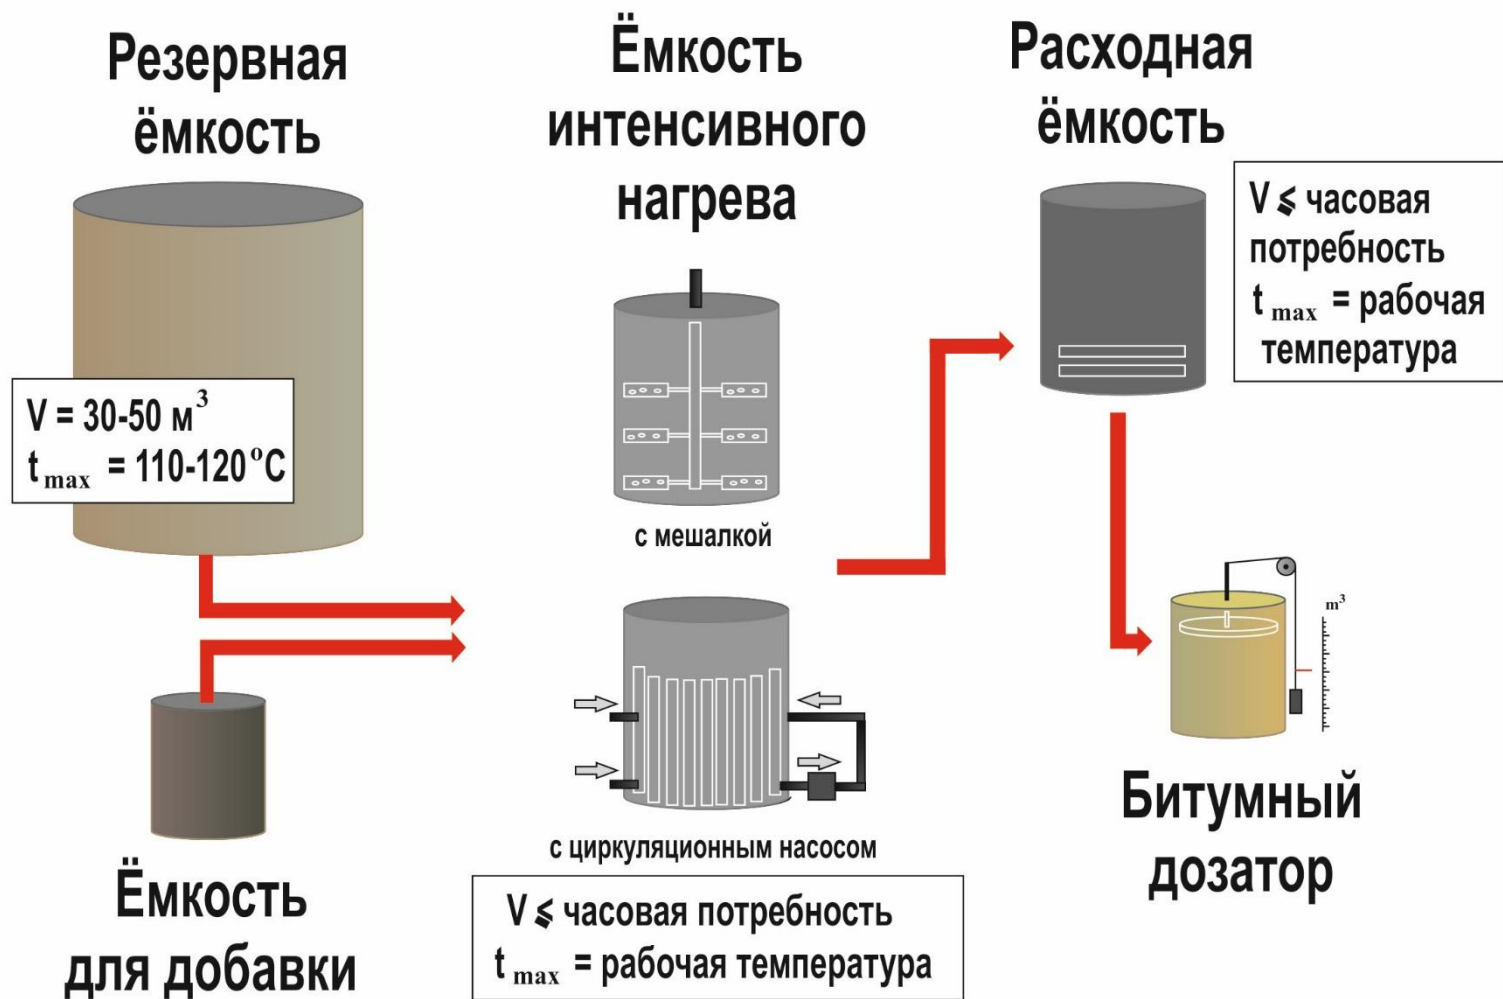 Резервная
ёмкость
V = 30-50 м³
t max = 110-120°С
Ёмкость
для добавки
Ёмкость
интенсивного
нагрева
с мешалкой
с циркуляционным насосом
V ⩽ часовая потребность
t max = рабочая температура
Расходная
ёмкость
V ⩽ часовая
потребность
t max = рабочая
температура
m³
Битумный
дозатор